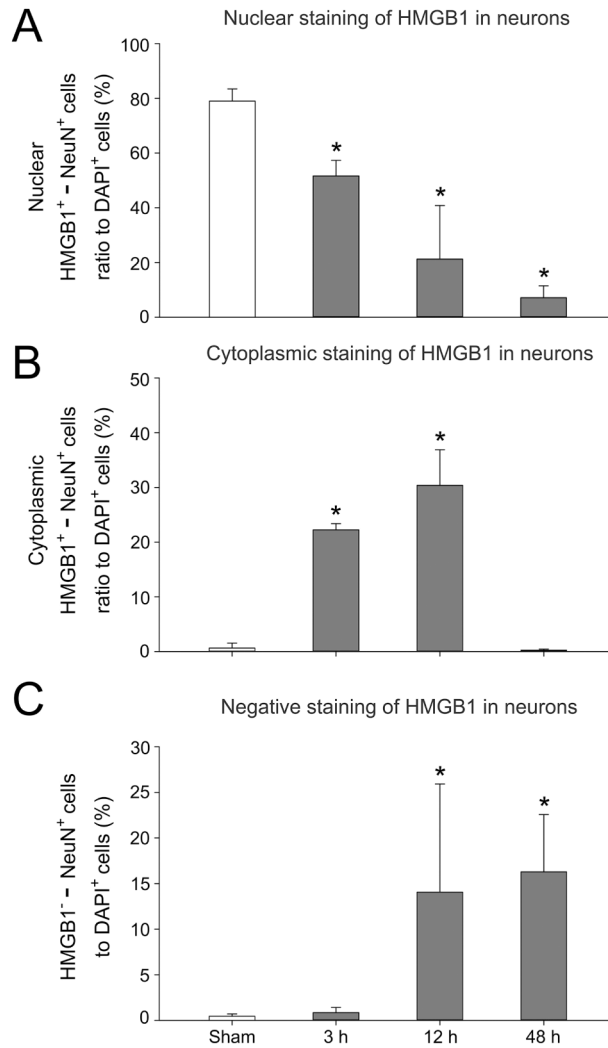 A
Nuclear staining of HMGB1 in neurons
Nuclear
HMGB1⁺ – NeuN⁺ cells
ratio to DAPI⁺ cells (%)
100
80
60
40
20
0
*
*
*
B
Cytoplasmic staining of HMGB1 in neurons
Cytoplasmic
HMGB1⁺ – NeuN⁺ cells
ratio to DAPI⁺ cells (%)
50
40
30
20
10
0
*
*
C
Negative staining of HMGB1 in neurons
HMGB1⁻ – NeuN⁺ cells
to DAPI⁺ cells (%)
30
25
20
15
10
5
0
*
*
Sham 3 h 12 h 48 h